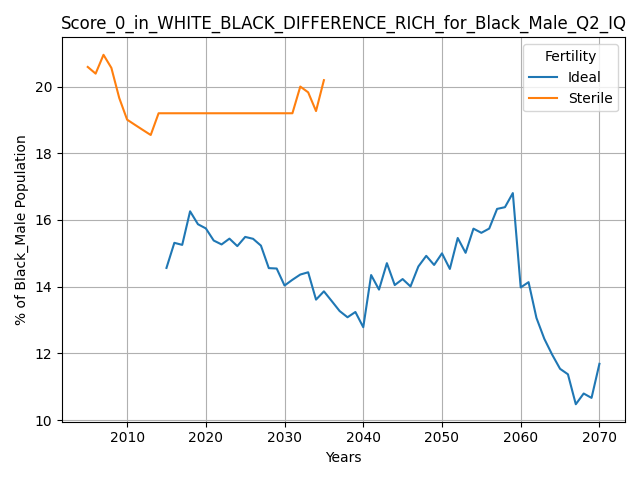 Score_0_in_WHITE_BLACK_DIFFERENCE_RICH_for_Black_Male_Q2_IQ
Fertility
Ideal
Sterile
% of Black_Male Population
20
18
16
14
12
10
2010 2020 2030 2040 2050 2060 2070
Years